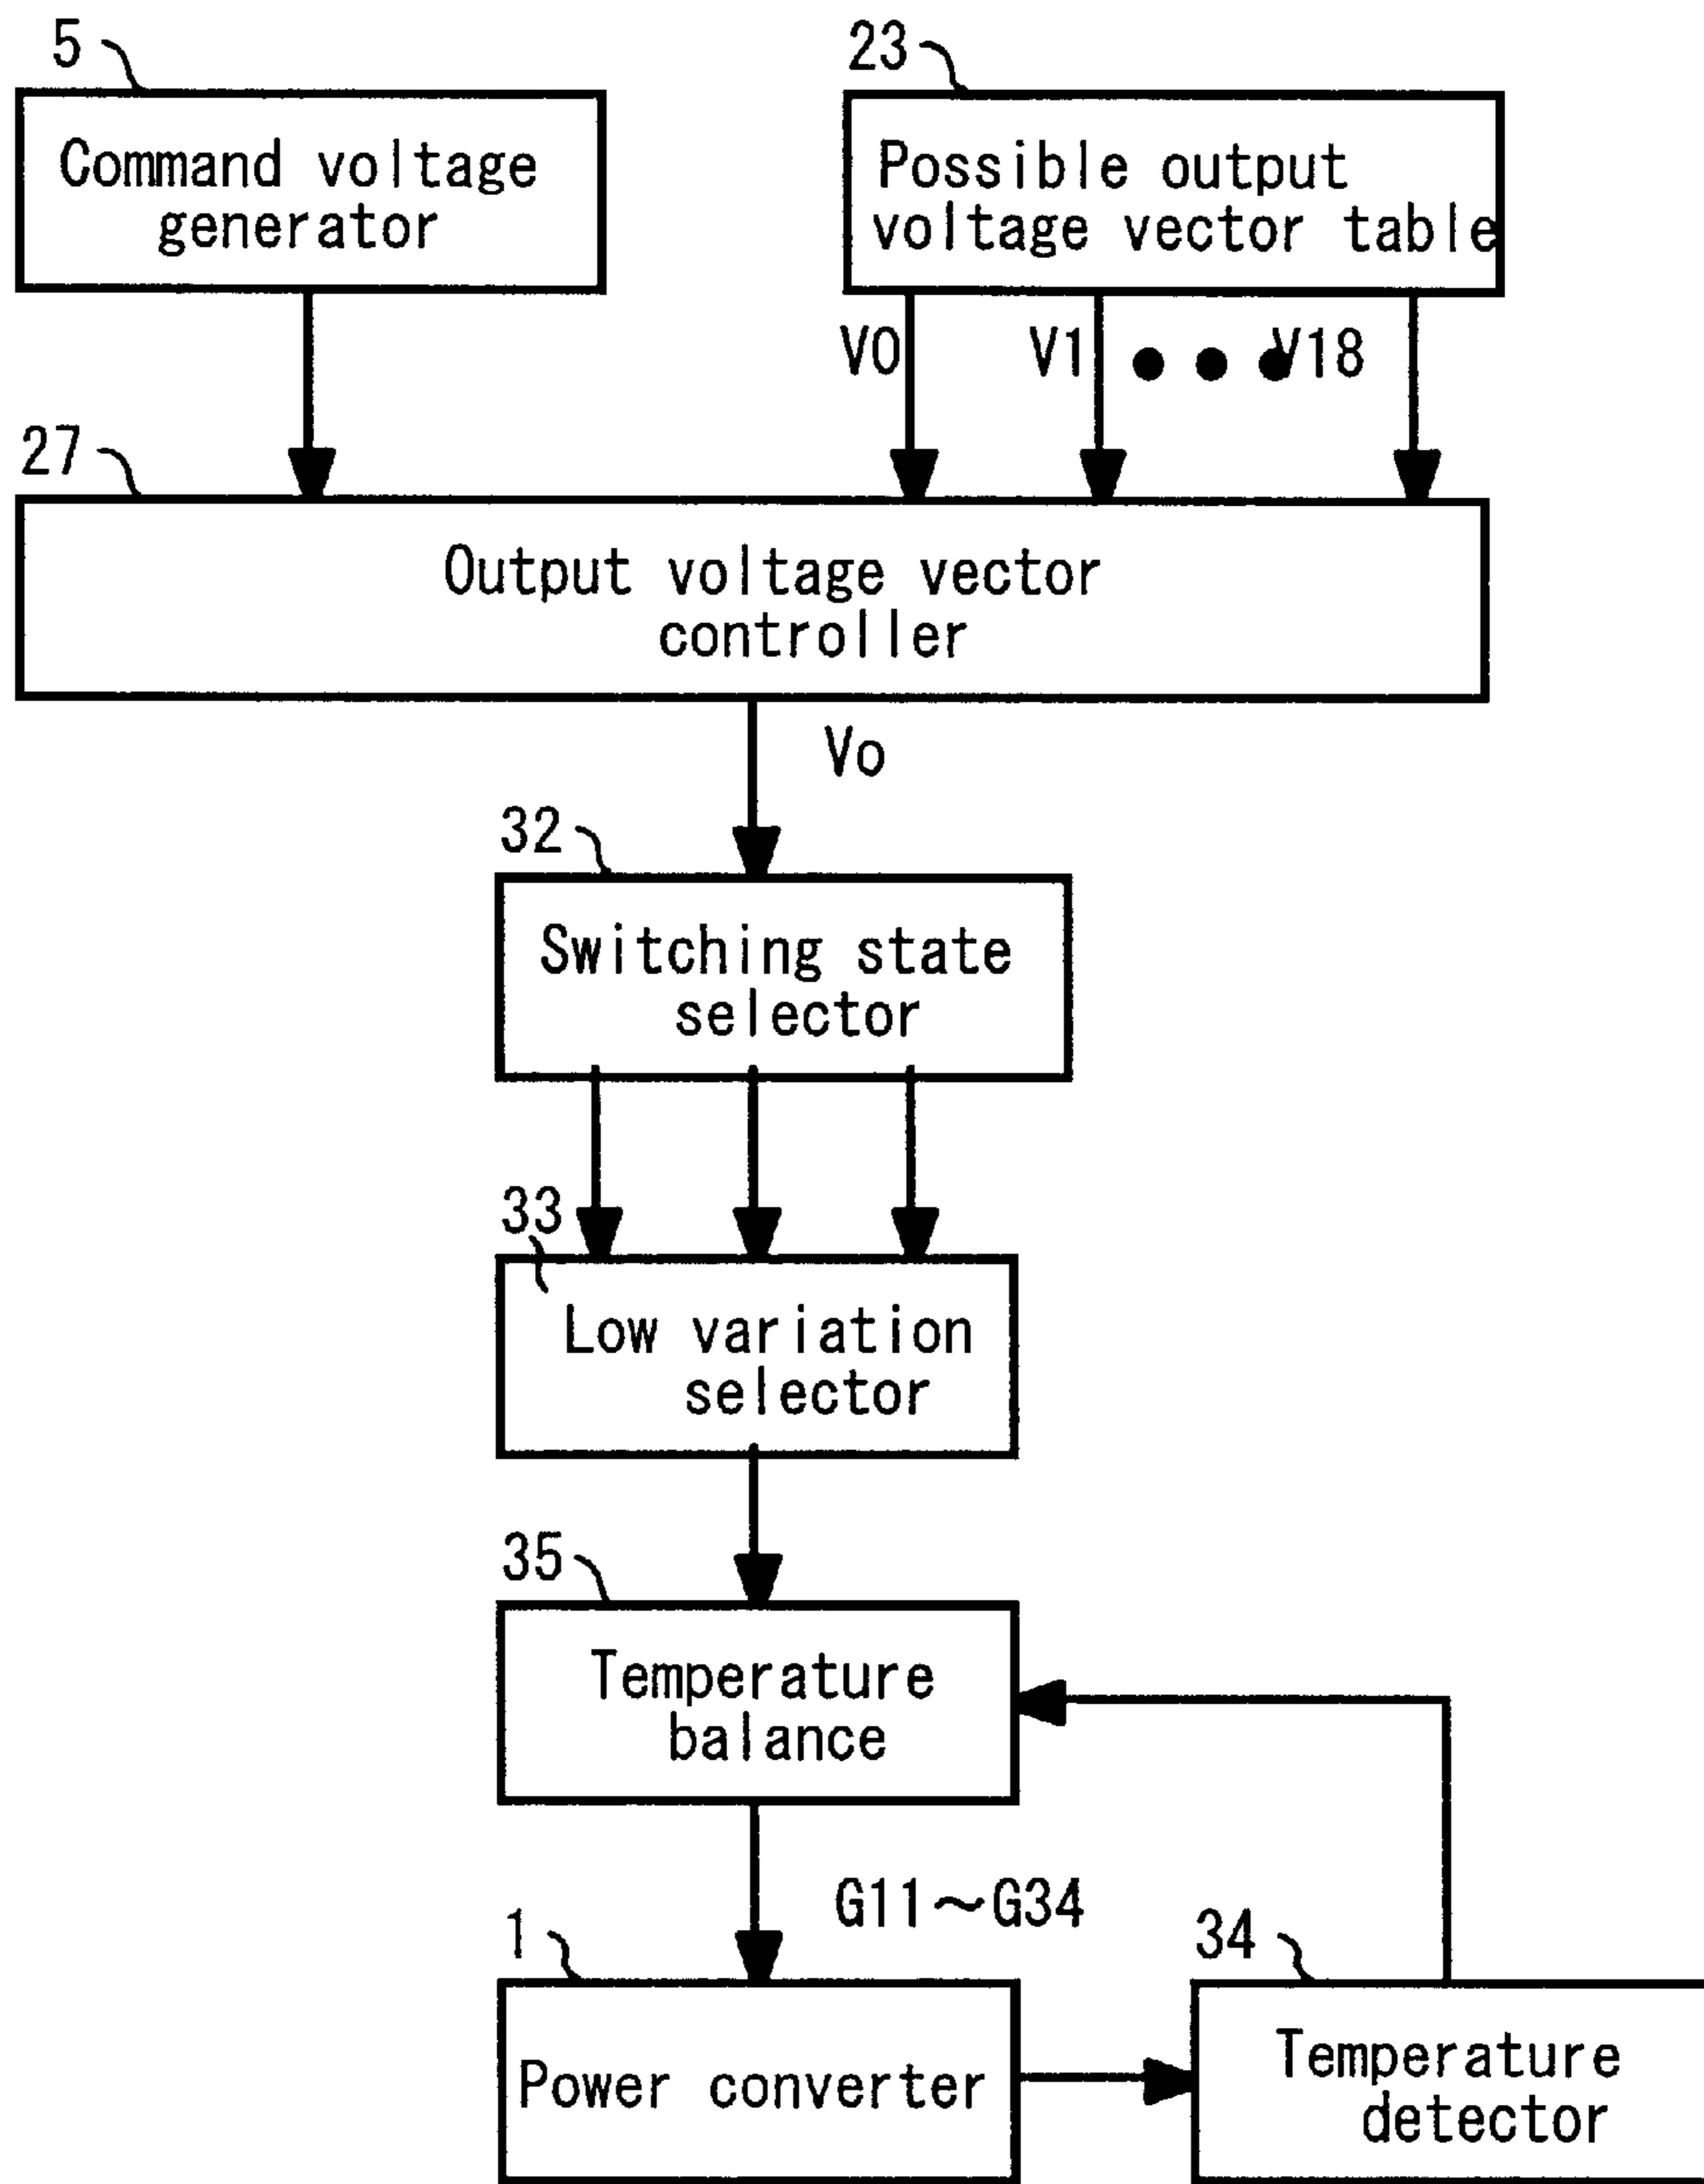 5
23
Command voltage
generator
Possible output
voltage vector table
V0
V1
●●●
V18
27
Output voltage vector
controller
Vo
32
Switching state
selector
33
Low variation
selector
35
Temperature
balance
G11〜G34
1
34
Power converter
Temperature
detector